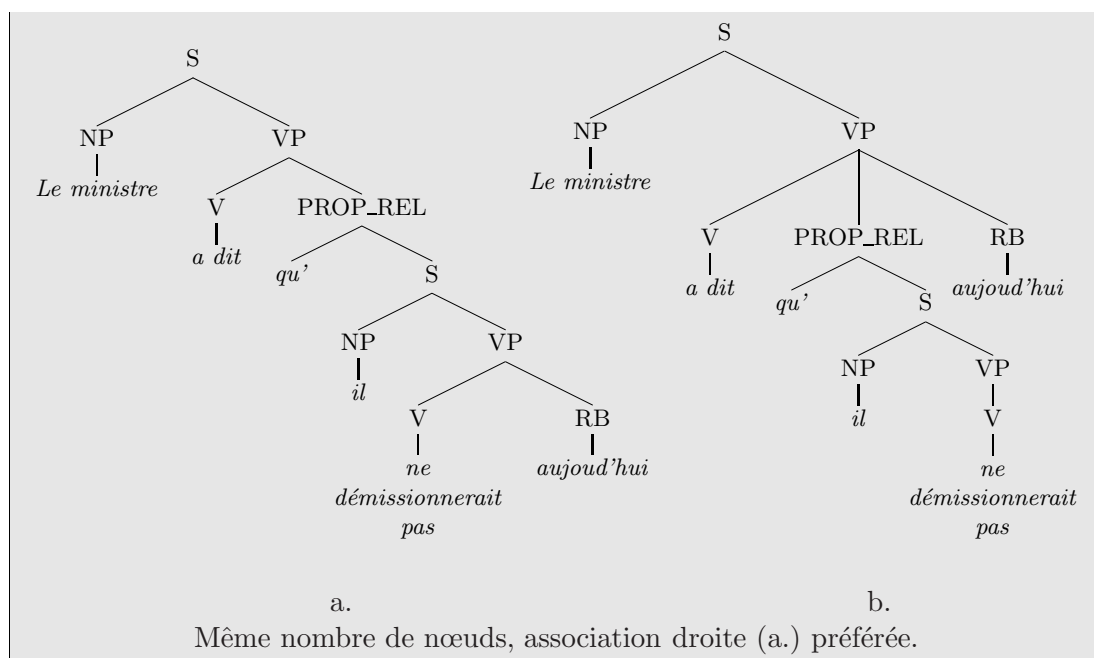 S
NP VP
Le ministre
V PROP_REL
a dit qu'
S
NP VP
il
V RB
ne aujoud'hui
démissionnerait
pas
a.
S
NP VP
Le ministre
V PROP_REL RB
a dit qu' aujoud'hui
S
NP VP
il V
ne
démissionnerait
pas
b.
Même nombre de nœuds, association droite (a.) préférée.